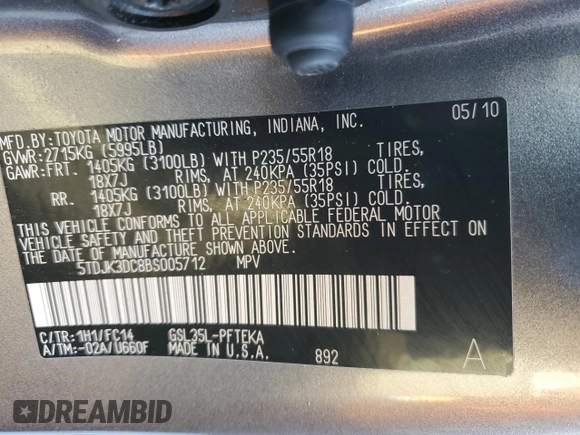 05/10
MFD.BY:TOYOTA MOTOR MANUFACTURING, INDIANA, INC.
GVWR:2715KG (5995LB)
GAWR:FRT. 1405KG (3100LB) WITH P235/55R18 TIRES,
18X7J RIMS, AT 240KPA (35PSI) COLD.
RR. 1405KG (3100LB) WITH P235/55R18 TIRES,
18X7J RIMS, AT 240KPA (35PSI) COLD.
THIS VEHICLE CONFORMS TO ALL APPLICABLE FEDERAL MOTOR
VEHICLE SAFETY AND THEFT PREVENTION STANDARDS IN EFFECT ON
THE DATE OF MANUFACTURE SHOWN ABOVE.
5TDJK3DC8BS005712 MPV
C/TR:1H1/FC14 GSL35L-PFTEKA
A/TM:-02A/U660F MADE IN U.S.A. 892 A
DREAMBID